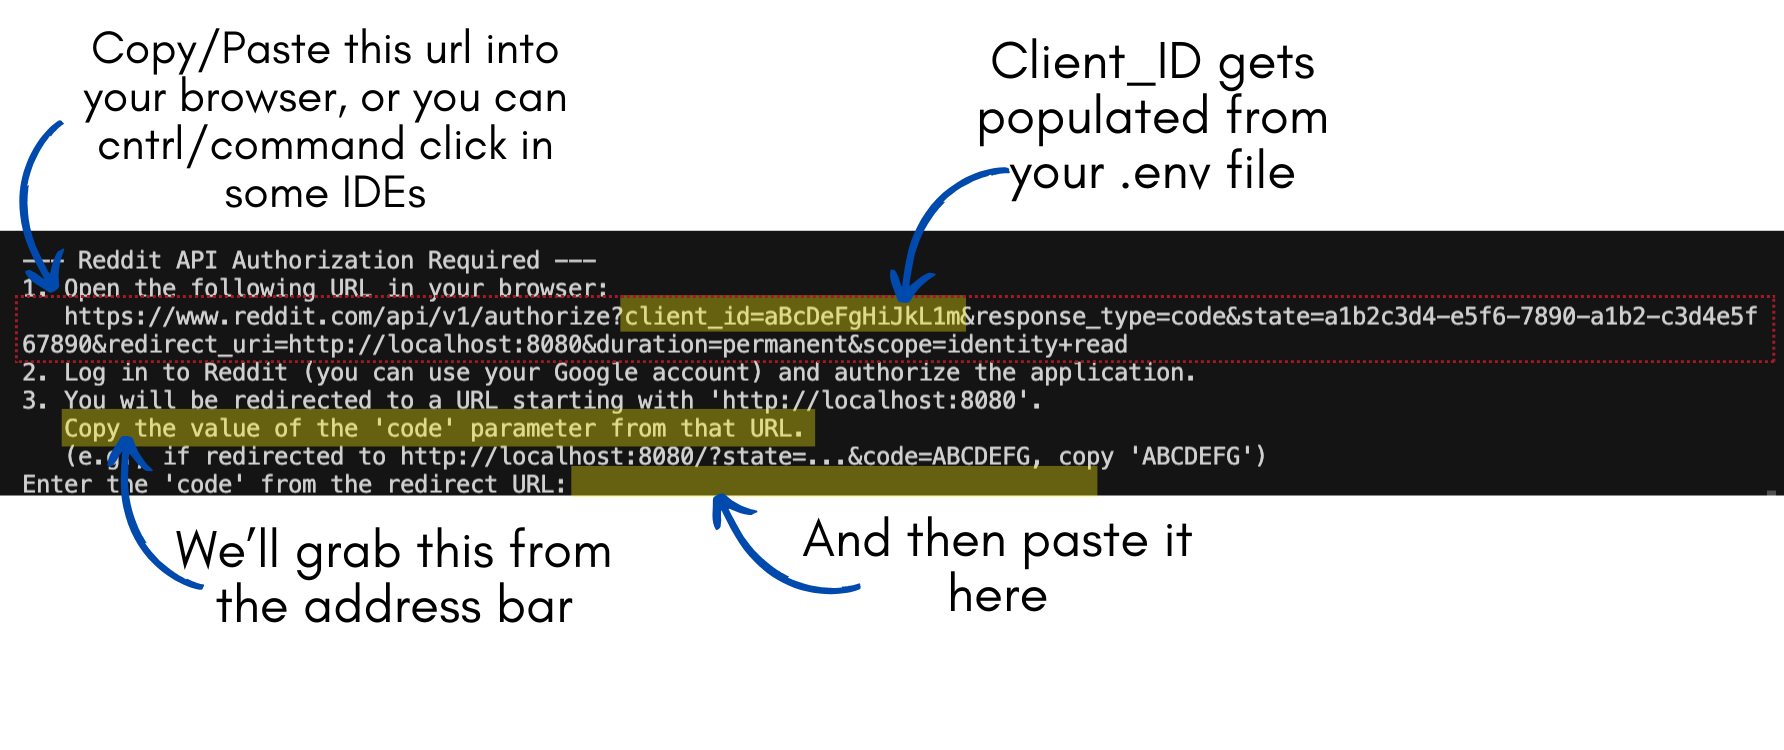 Copy/Paste this url into
your browser, or you can
cntrl/command click in
some IDEs
Client_ID gets
populated from
your .env file
--- Reddit API Authorization Required ---
1. Open the following URL in your browser:
https://www.reddit.com/api/v1/authorize?client_id=aBcDeFgHiJkL1m&response_type=code&state=a1b2c3d4-e5f6-7890-a1b2-c3d4e5f
67890&redirect_uri=http://localhost:8080&duration=permanent&scope=identity+read
2. Log in to Reddit (you can use your Google account) and authorize the application.
3. You will be redirected to a URL starting with 'http://localhost:8080'.
Copy the value of the 'code' parameter from that URL.
(e.g., if redirected to http://localhost:8080/?state=...&code=ABCDEFG, copy 'ABCDEFG')
Enter the 'code' from the redirect URL:
We'll grab this from
the address bar
And then paste it
here